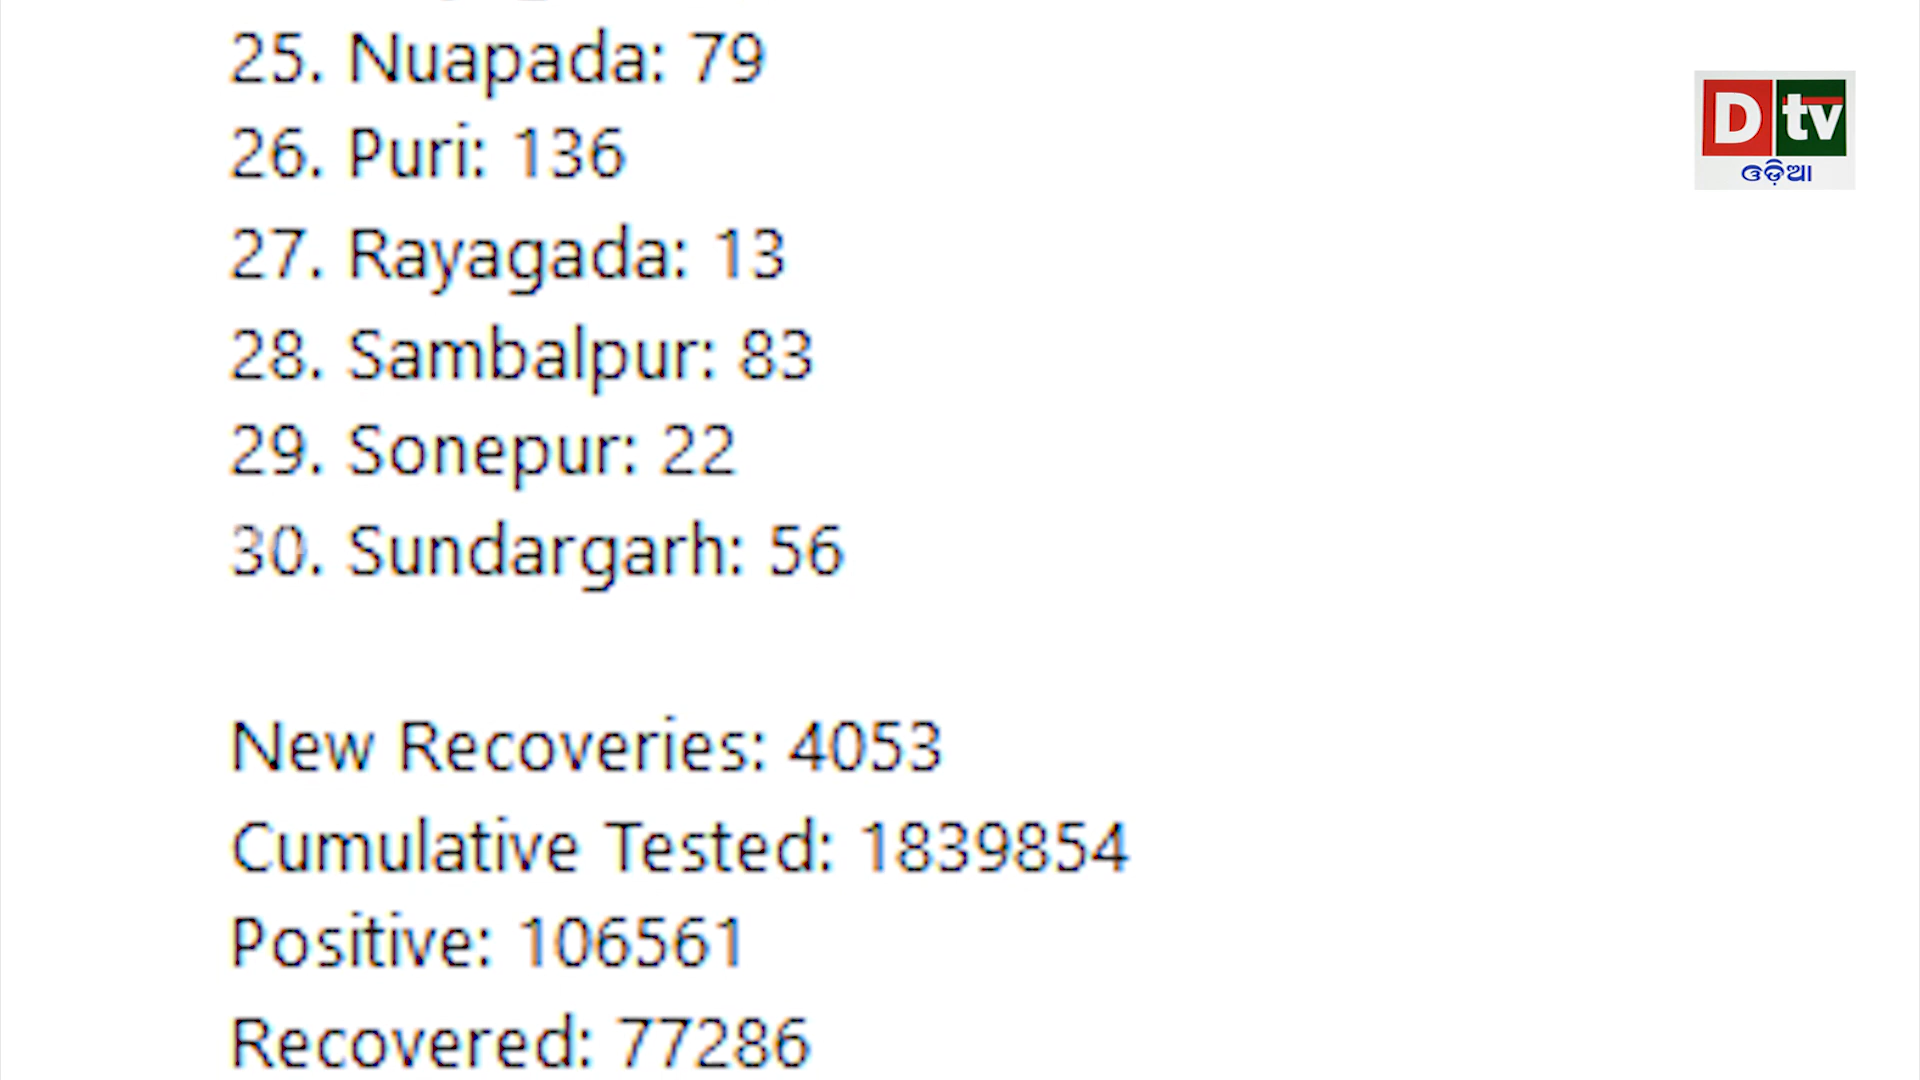 25. Nuapada: 79
26. Puri: 136
27. Rayagada: 13
28. Sambalpur: 83
29. Sonepur: 22
30. Sundargarh: 56
New Recoveries: 4053
Cumulative Tested: 1839854
Positive: 106561
Recovered: 77286
D tv
ଓଡ଼ିଆ